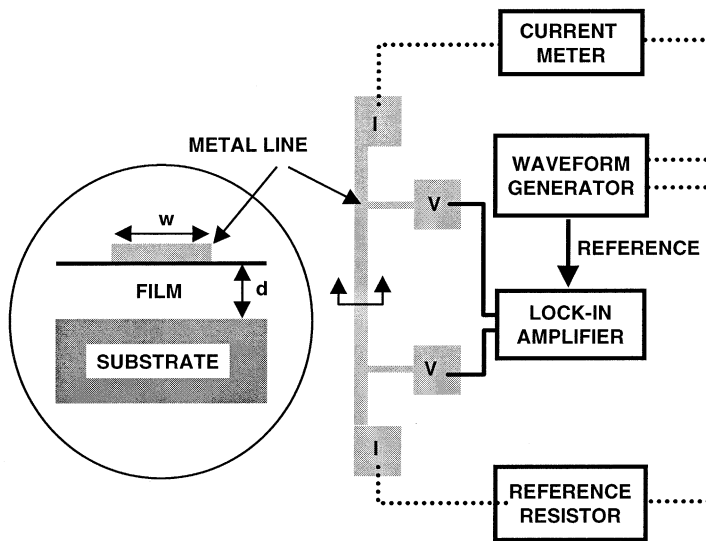 CURRENT
METER
I
METAL LINE
WAVEFORM
GENERATOR
V
w
REFERENCE
FILM
d
LOCK-IN
AMPLIFIER
SUBSTRATE
V
I
REFERENCE
RESISTOR